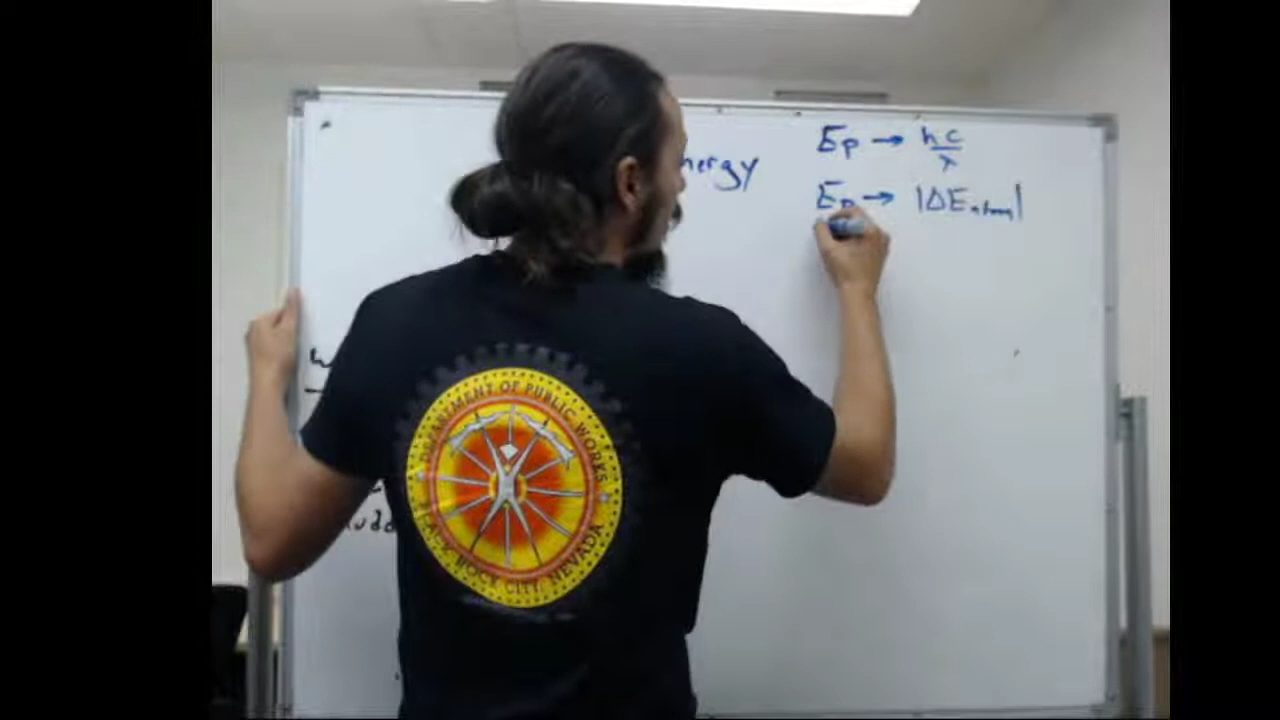 nergy
Ep → hc
λ
Ep → |ΔEatom|
DEPARTMENT OF PUBLIC WORKS
BLACK ROCK CITY, NEVADA